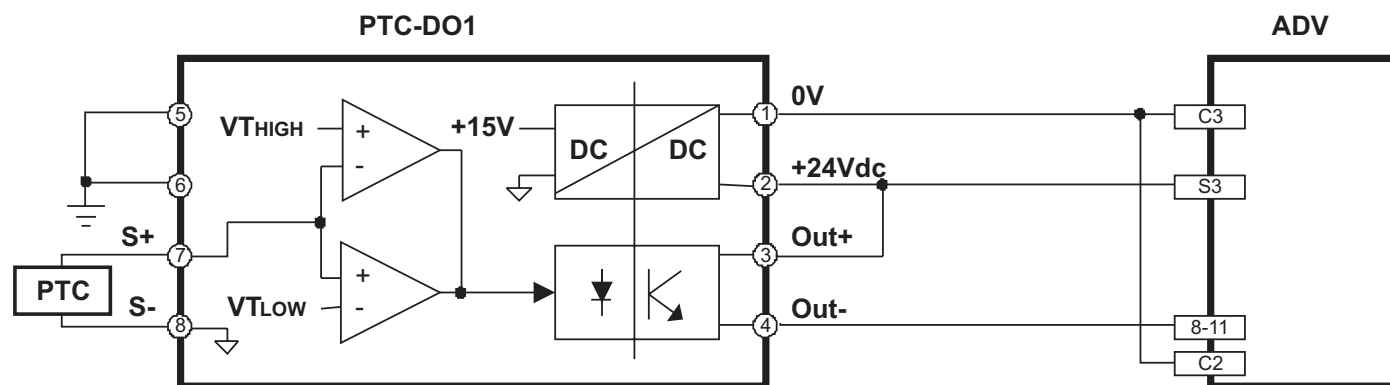 PTC-DO1
ADV
5
VTHIGH
+
-
+15V
DC
DC
1
0V
C3
6
2
+24Vdc
S3
S+
7
PTC
S-
8
+
-
VTLOW
3
Out+
4
Out-
8-11
C2